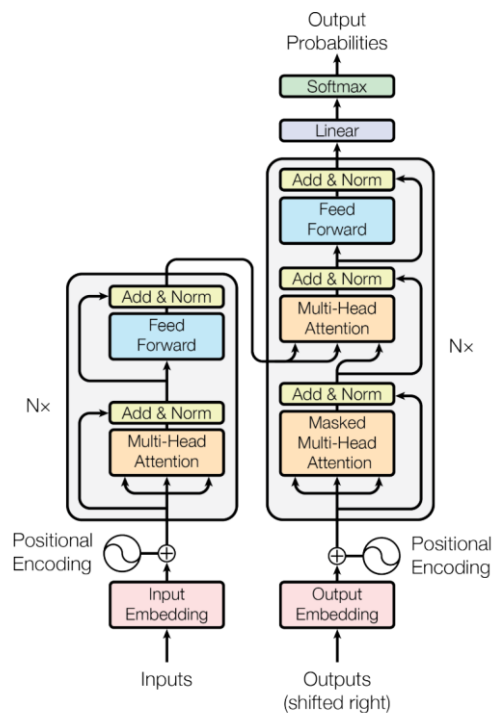 Output
Probabilities
Softmax
Linear
Add & Norm
Feed
Forward
Add & Norm
Multi-Head
Attention
Add & Norm
Masked
Multi-Head
Attention
N×
Add & Norm
Feed
Forward
Add & Norm
Multi-Head
Attention
N×
Positional
Encoding
Input
Embedding
Inputs
Positional
Encoding
Output
Embedding
Outputs
(shifted right)